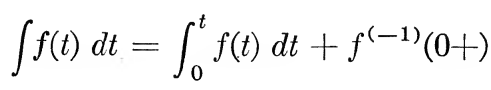 ∫f(t) dt = ∫₀ᵗ f(t) dt + f⁽⁻¹⁾(0+)